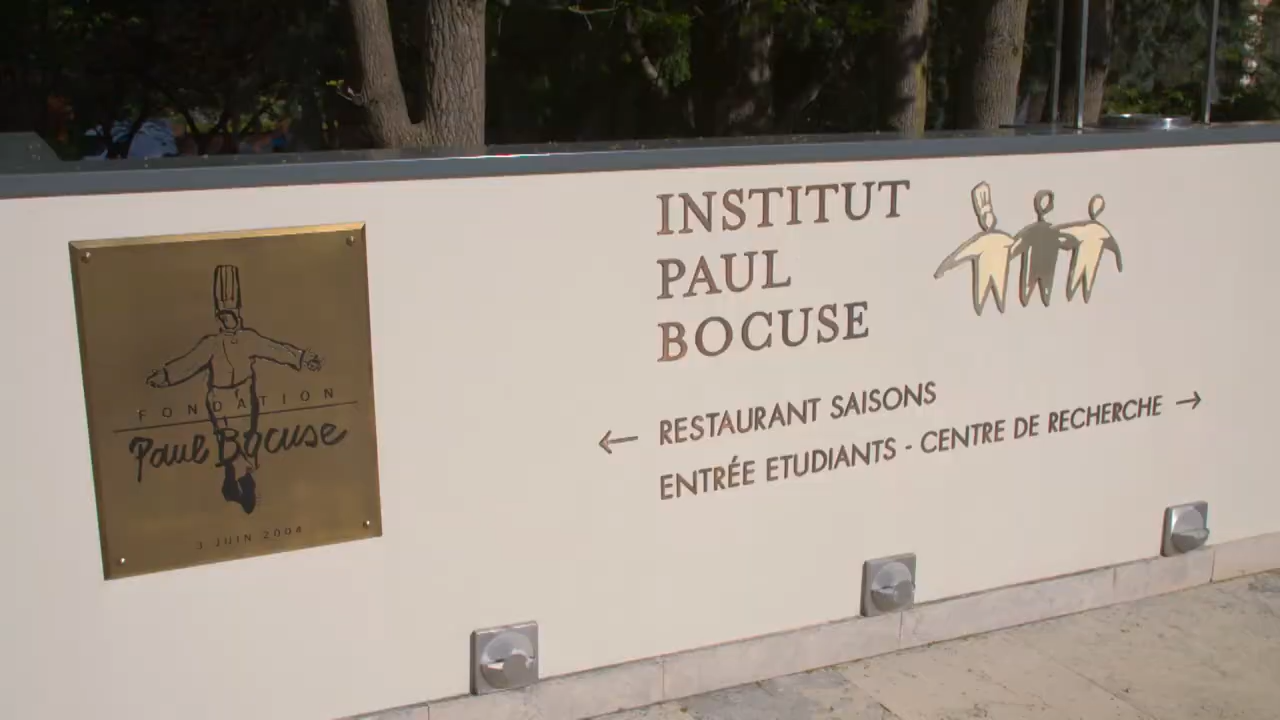 FONDATION
Paul Bocuse
3 JUIN 2004
INSTITUT
PAUL
BOCUSE
← RESTAURANT SAISONS
ENTRÉE ETUDIANTS - CENTRE DE RECHERCHE →